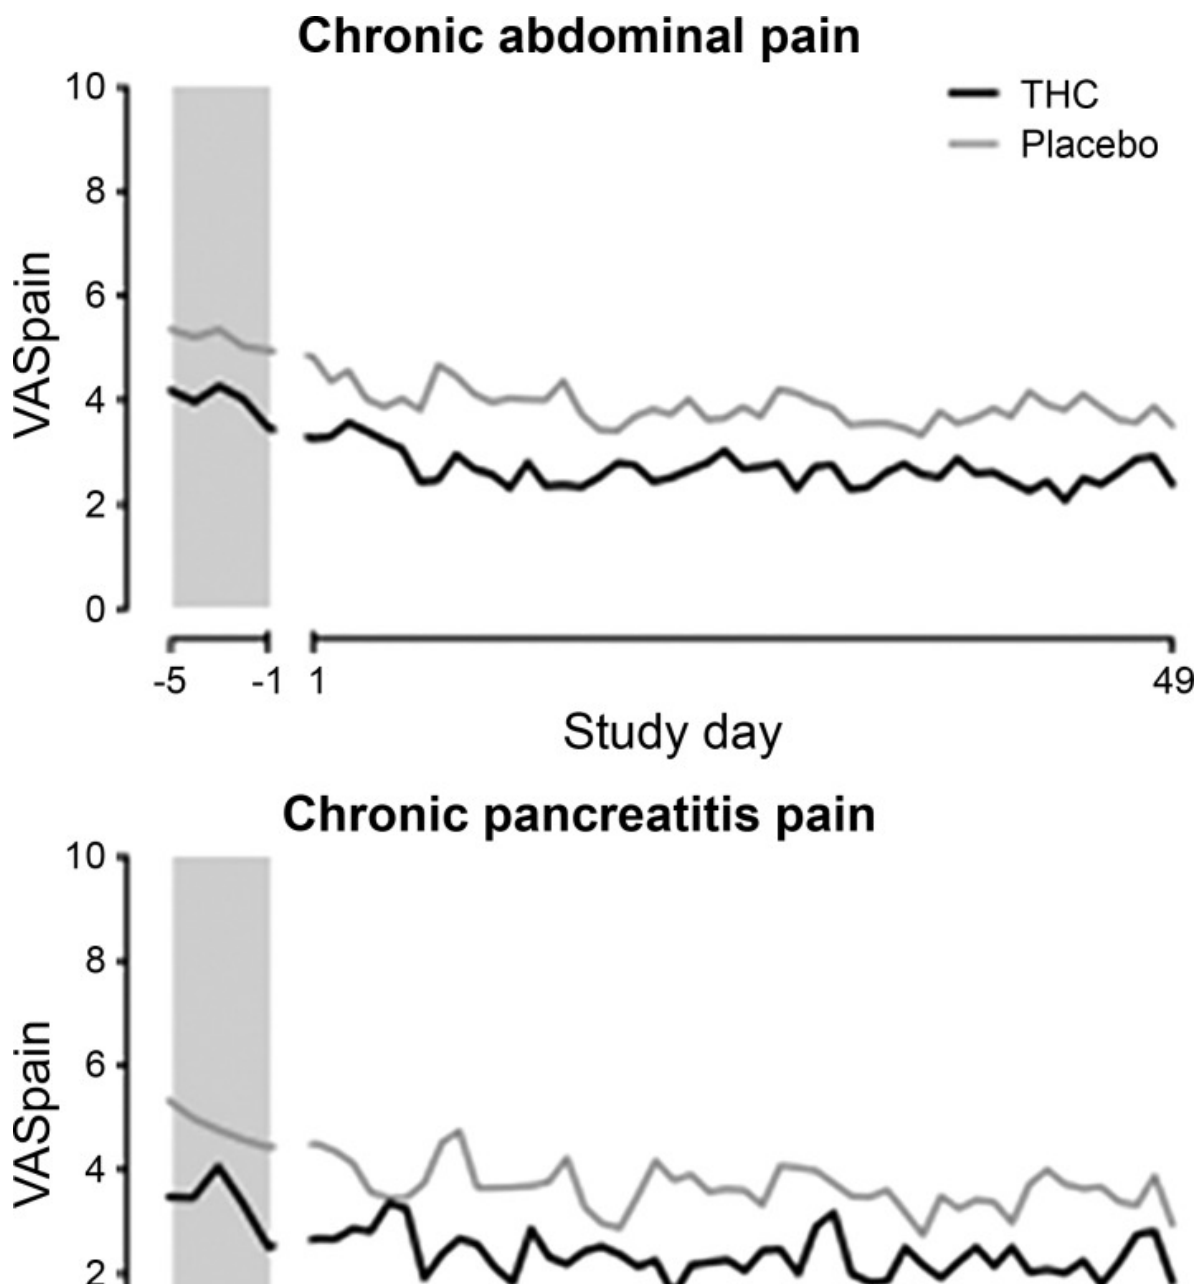 Chronic abdominal pain
THC
Placebo
10
8
6
4
2
0
VASpain
-5 -1 1 49
Study day
Chronic pancreatitis pain
10
8
6
4
2
VASpain